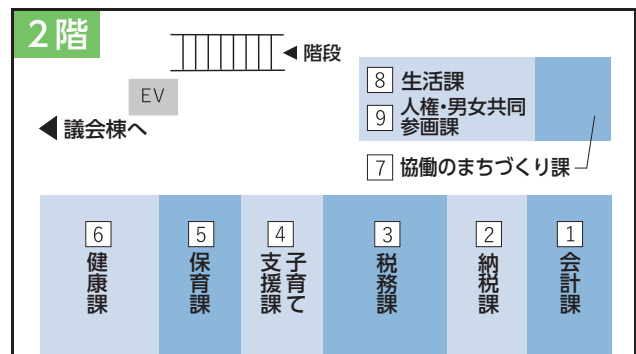 2階
◀階段
EV
◀議会棟へ
8 生活課
9 人権・男女共同
参画課
7 協働のまちづくり課
6 健康課
5 保育課
4 子育て
支援課
3 税務課
2 納税課
1 会計課